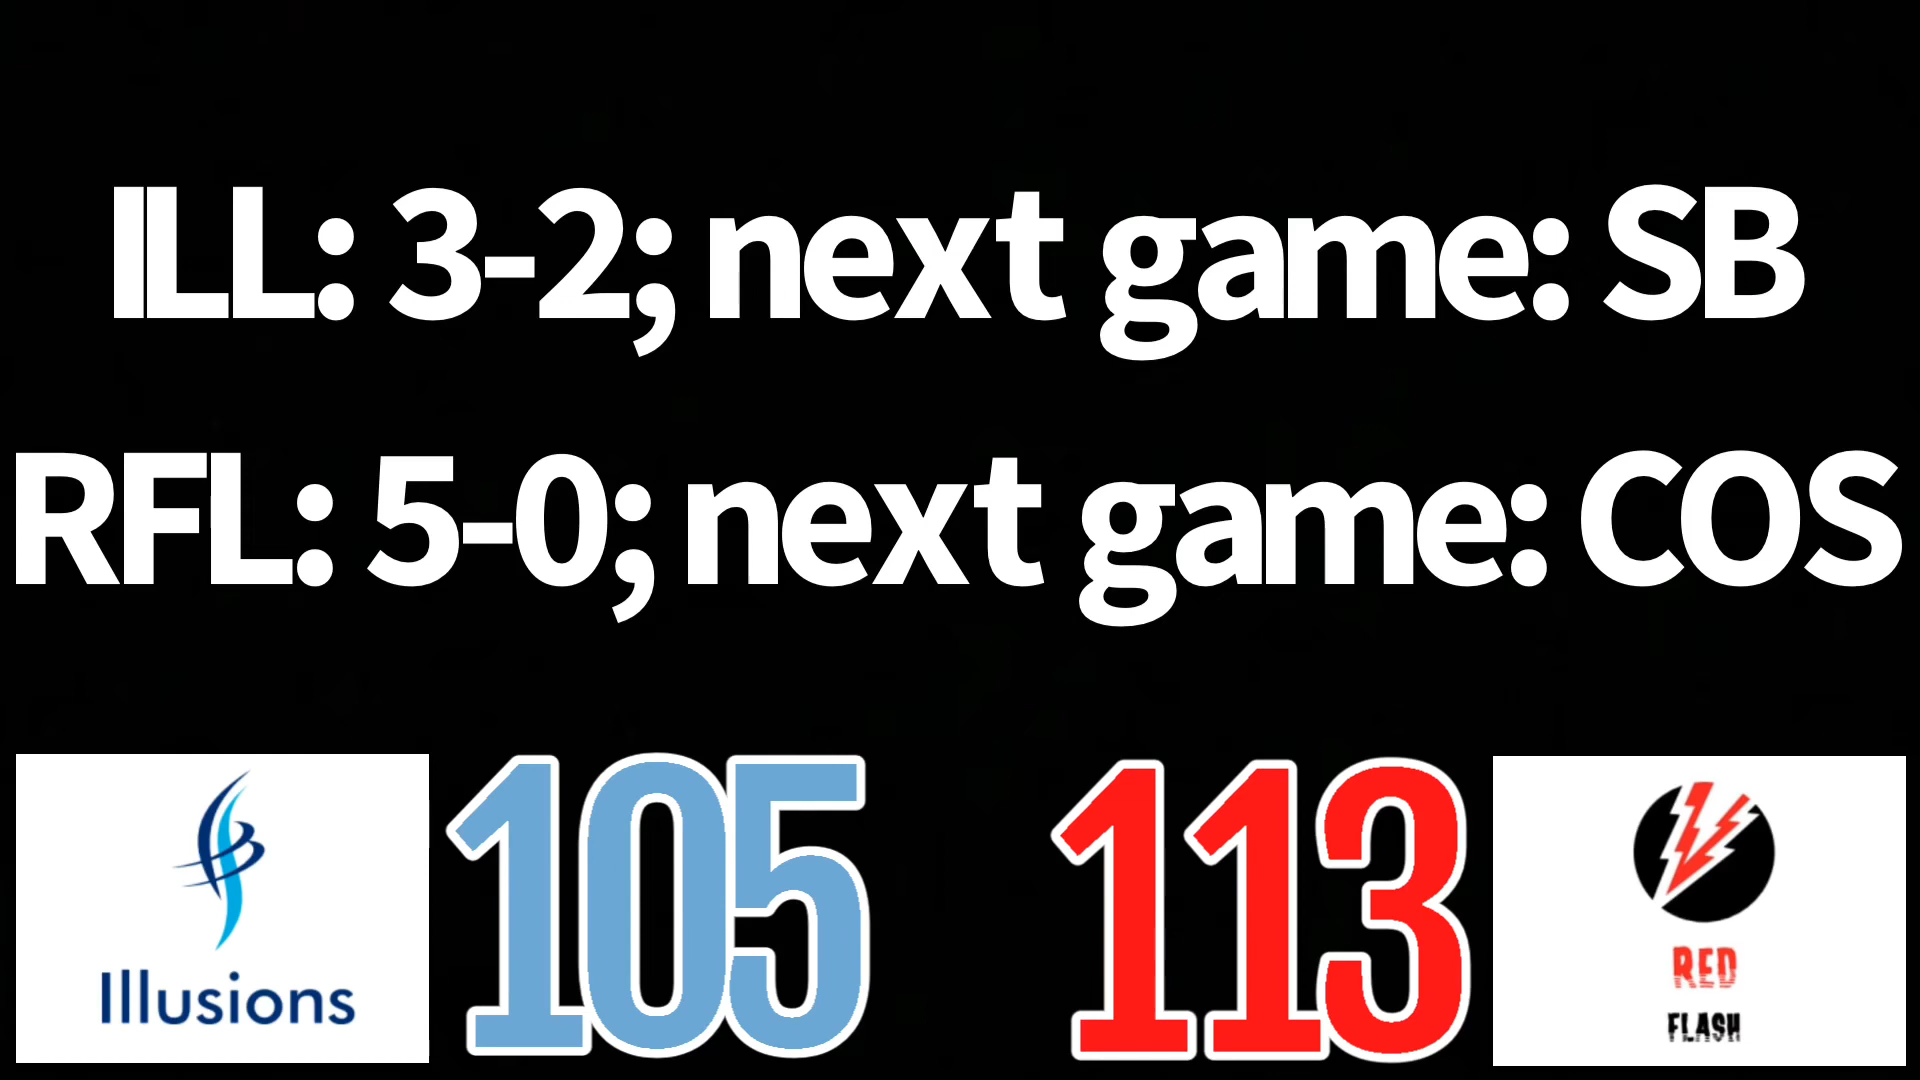 ILL: 3-2; next game: SB
RFL: 5-0; next game: COS
105
113
Illusions
RED
FLASH